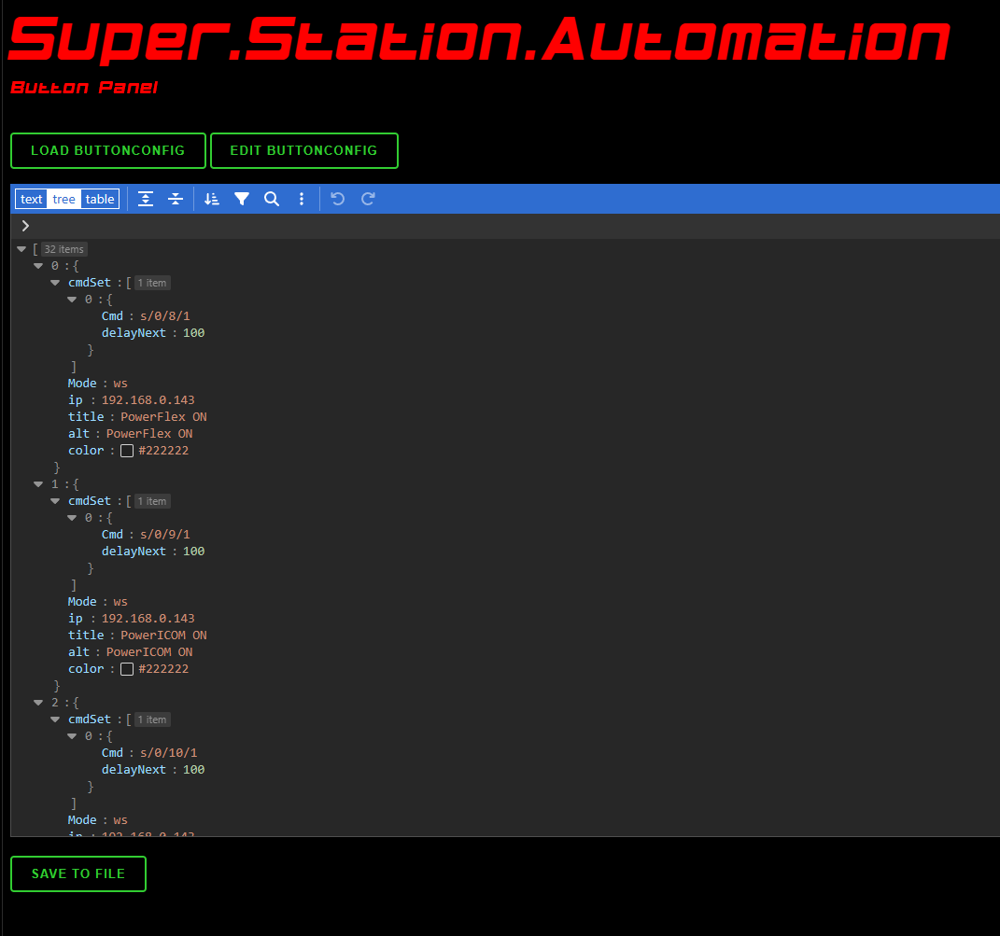 Super.Station.Automation
Button Panel
LOAD BUTTONCONFIG EDIT BUTTONCONFIG
text tree table
[ 32 items
0 :{
cmdSet :[ 1 item
0 :{
Cmd : s/0/8/1
delayNext : 100
}
]
Mode : ws
ip : 192.168.0.143
title : PowerFlex ON
alt : PowerFlex ON
color : #222222
}
1 :{
cmdSet :[ 1 item
0 :{
Cmd : s/0/9/1
delayNext : 100
}
]
Mode : ws
ip : 192.168.0.143
title : PowerICOM ON
alt : PowerICOM ON
color : #222222
}
2 :{
cmdSet :[ 1 item
0 :{
Cmd : s/0/10/1
delayNext : 100
}
]
Mode : ws
ip : 192.168.0.143
SAVE TO FILE